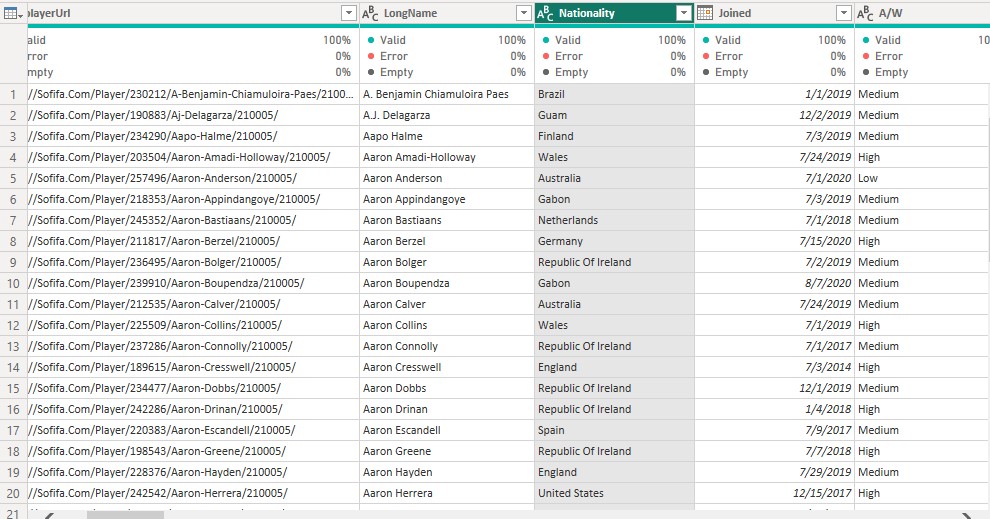 layerUrl ABC LongName ABC Nationality Joined ABC A/W
alid 100% Valid 100% Valid 100% Valid 100% Valid 10
rror 0% Error 0% Error 0% Error 0% Error
mpty 0% Empty 0% Empty 0% Empty 0% Empty
1 //Sofifa.Com/Player/230212/A-Benjamin-Chiamuloira-Paes/2100... A. Benjamin Chiamuloira Paes Brazil 1/1/2019 Medium
2 //Sofifa.Com/Player/190883/Aj-Delagarza/210005/ A.J. Delagarza Guam 12/2/2019 Medium
3 //Sofifa.Com/Player/234290/Aapo-Halme/210005/ Aapo Halme Finland 7/3/2019 Medium
4 //Sofifa.Com/Player/203504/Aaron-Amadi-Holloway/210005/ Aaron Amadi-Holloway Wales 7/24/2019 High
5 //Sofifa.Com/Player/257496/Aaron-Anderson/210005/ Aaron Anderson Australia 7/1/2020 Low
6 //Sofifa.Com/Player/218353/Aaron-Appindangoye/210005/ Aaron Appindangoye Gabon 7/3/2019 Medium
7 //Sofifa.Com/Player/245352/Aaron-Bastiaans/210005/ Aaron Bastiaans Netherlands 7/1/2018 Medium
8 //Sofifa.Com/Player/211817/Aaron-Berzel/210005/ Aaron Berzel Germany 7/15/2020 High
9 //Sofifa.Com/Player/236495/Aaron-Bolger/210005/ Aaron Bolger Republic Of Ireland 7/2/2019 Medium
10 //Sofifa.Com/Player/239910/Aaron-Boupendza/210005/ Aaron Boupendza Gabon 8/7/2020 Medium
11 //Sofifa.Com/Player/212535/Aaron-Calver/210005/ Aaron Calver Australia 7/24/2019 Medium
12 //Sofifa.Com/Player/225509/Aaron-Collins/210005/ Aaron Collins Wales 7/1/2019 High
13 //Sofifa.Com/Player/237286/Aaron-Connolly/210005/ Aaron Connolly Republic Of Ireland 7/1/2017 Medium
14 //Sofifa.Com/Player/189615/Aaron-Cresswell/210005/ Aaron Cresswell England 7/3/2014 High
15 //Sofifa.Com/Player/234477/Aaron-Dobbs/210005/ Aaron Dobbs Republic Of Ireland 12/1/2019 Medium
16 //Sofifa.Com/Player/242286/Aaron-Drinan/210005/ Aaron Drinan Republic Of Ireland 1/4/2018 High
17 //Sofifa.Com/Player/220383/Aaron-Escandell/210005/ Aaron Escandell Spain 7/9/2017 Medium
18 //Sofifa.Com/Player/198543/Aaron-Greene/210005/ Aaron Greene Republic Of Ireland 7/7/2018 High
19 //Sofifa.Com/Player/228376/Aaron-Hayden/210005/ Aaron Hayden England 7/29/2019 Medium
20 //Sofifa.Com/Player/242542/Aaron-Herrera/210005/ Aaron Herrera United States 12/15/2017 High
21